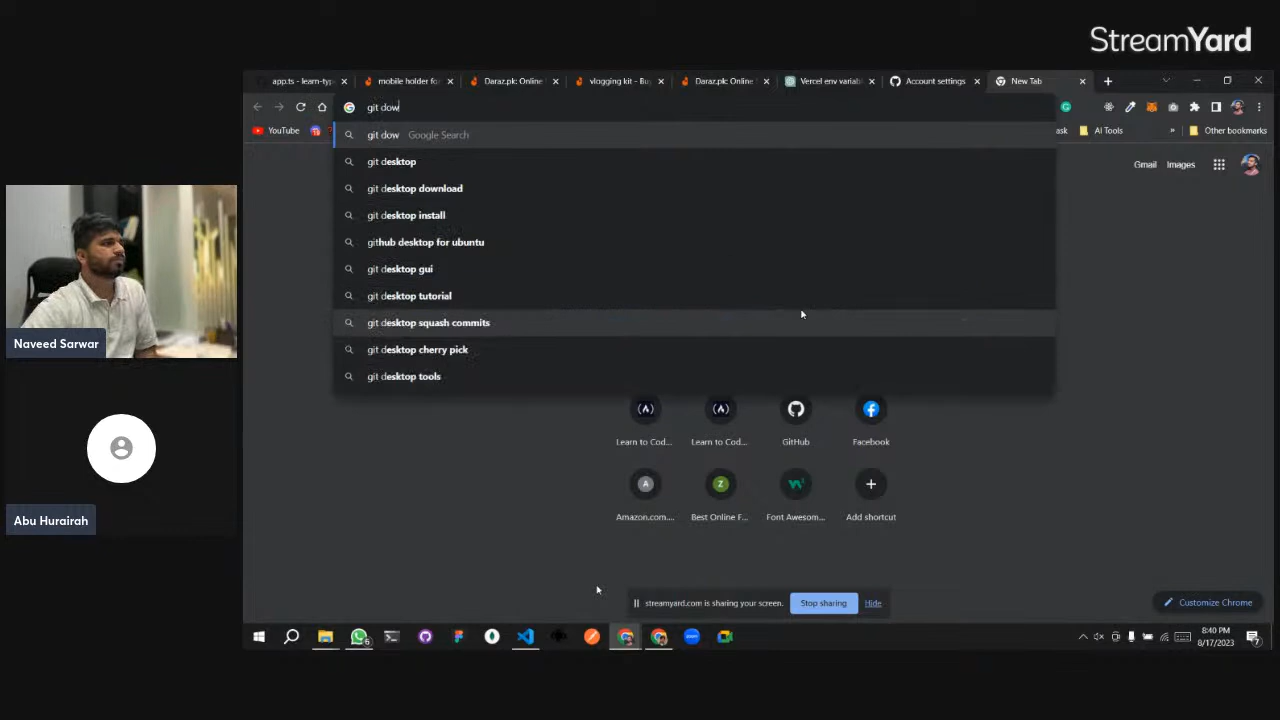 StreamYard
app.ts - learn-typ
mobile holder fo
Daraz.pk: Online
vlogging kit - Bu
Daraz.pk: Online
Vercel env variab
Account settings
New Tab
git dow
YouTube
ask
AI Tools
Other bookmarks
git dow Google Search
git desktop
git desktop download
git desktop install
github desktop for ubuntu
git desktop gui
git desktop tutorial
git desktop squash commits
git desktop cherry pick
git desktop tools
Gmail Images
Learn to Cod...
Learn to Cod...
GitHub
Facebook
Amazon.com....
Best Online F...
Font Awesom...
Add shortcut
Naveed Sarwar
Abu Hurairah
streamyard.com is sharing your screen.
Stop sharing
Hide
Customize Chrome
8:40 PM
8/17/2023